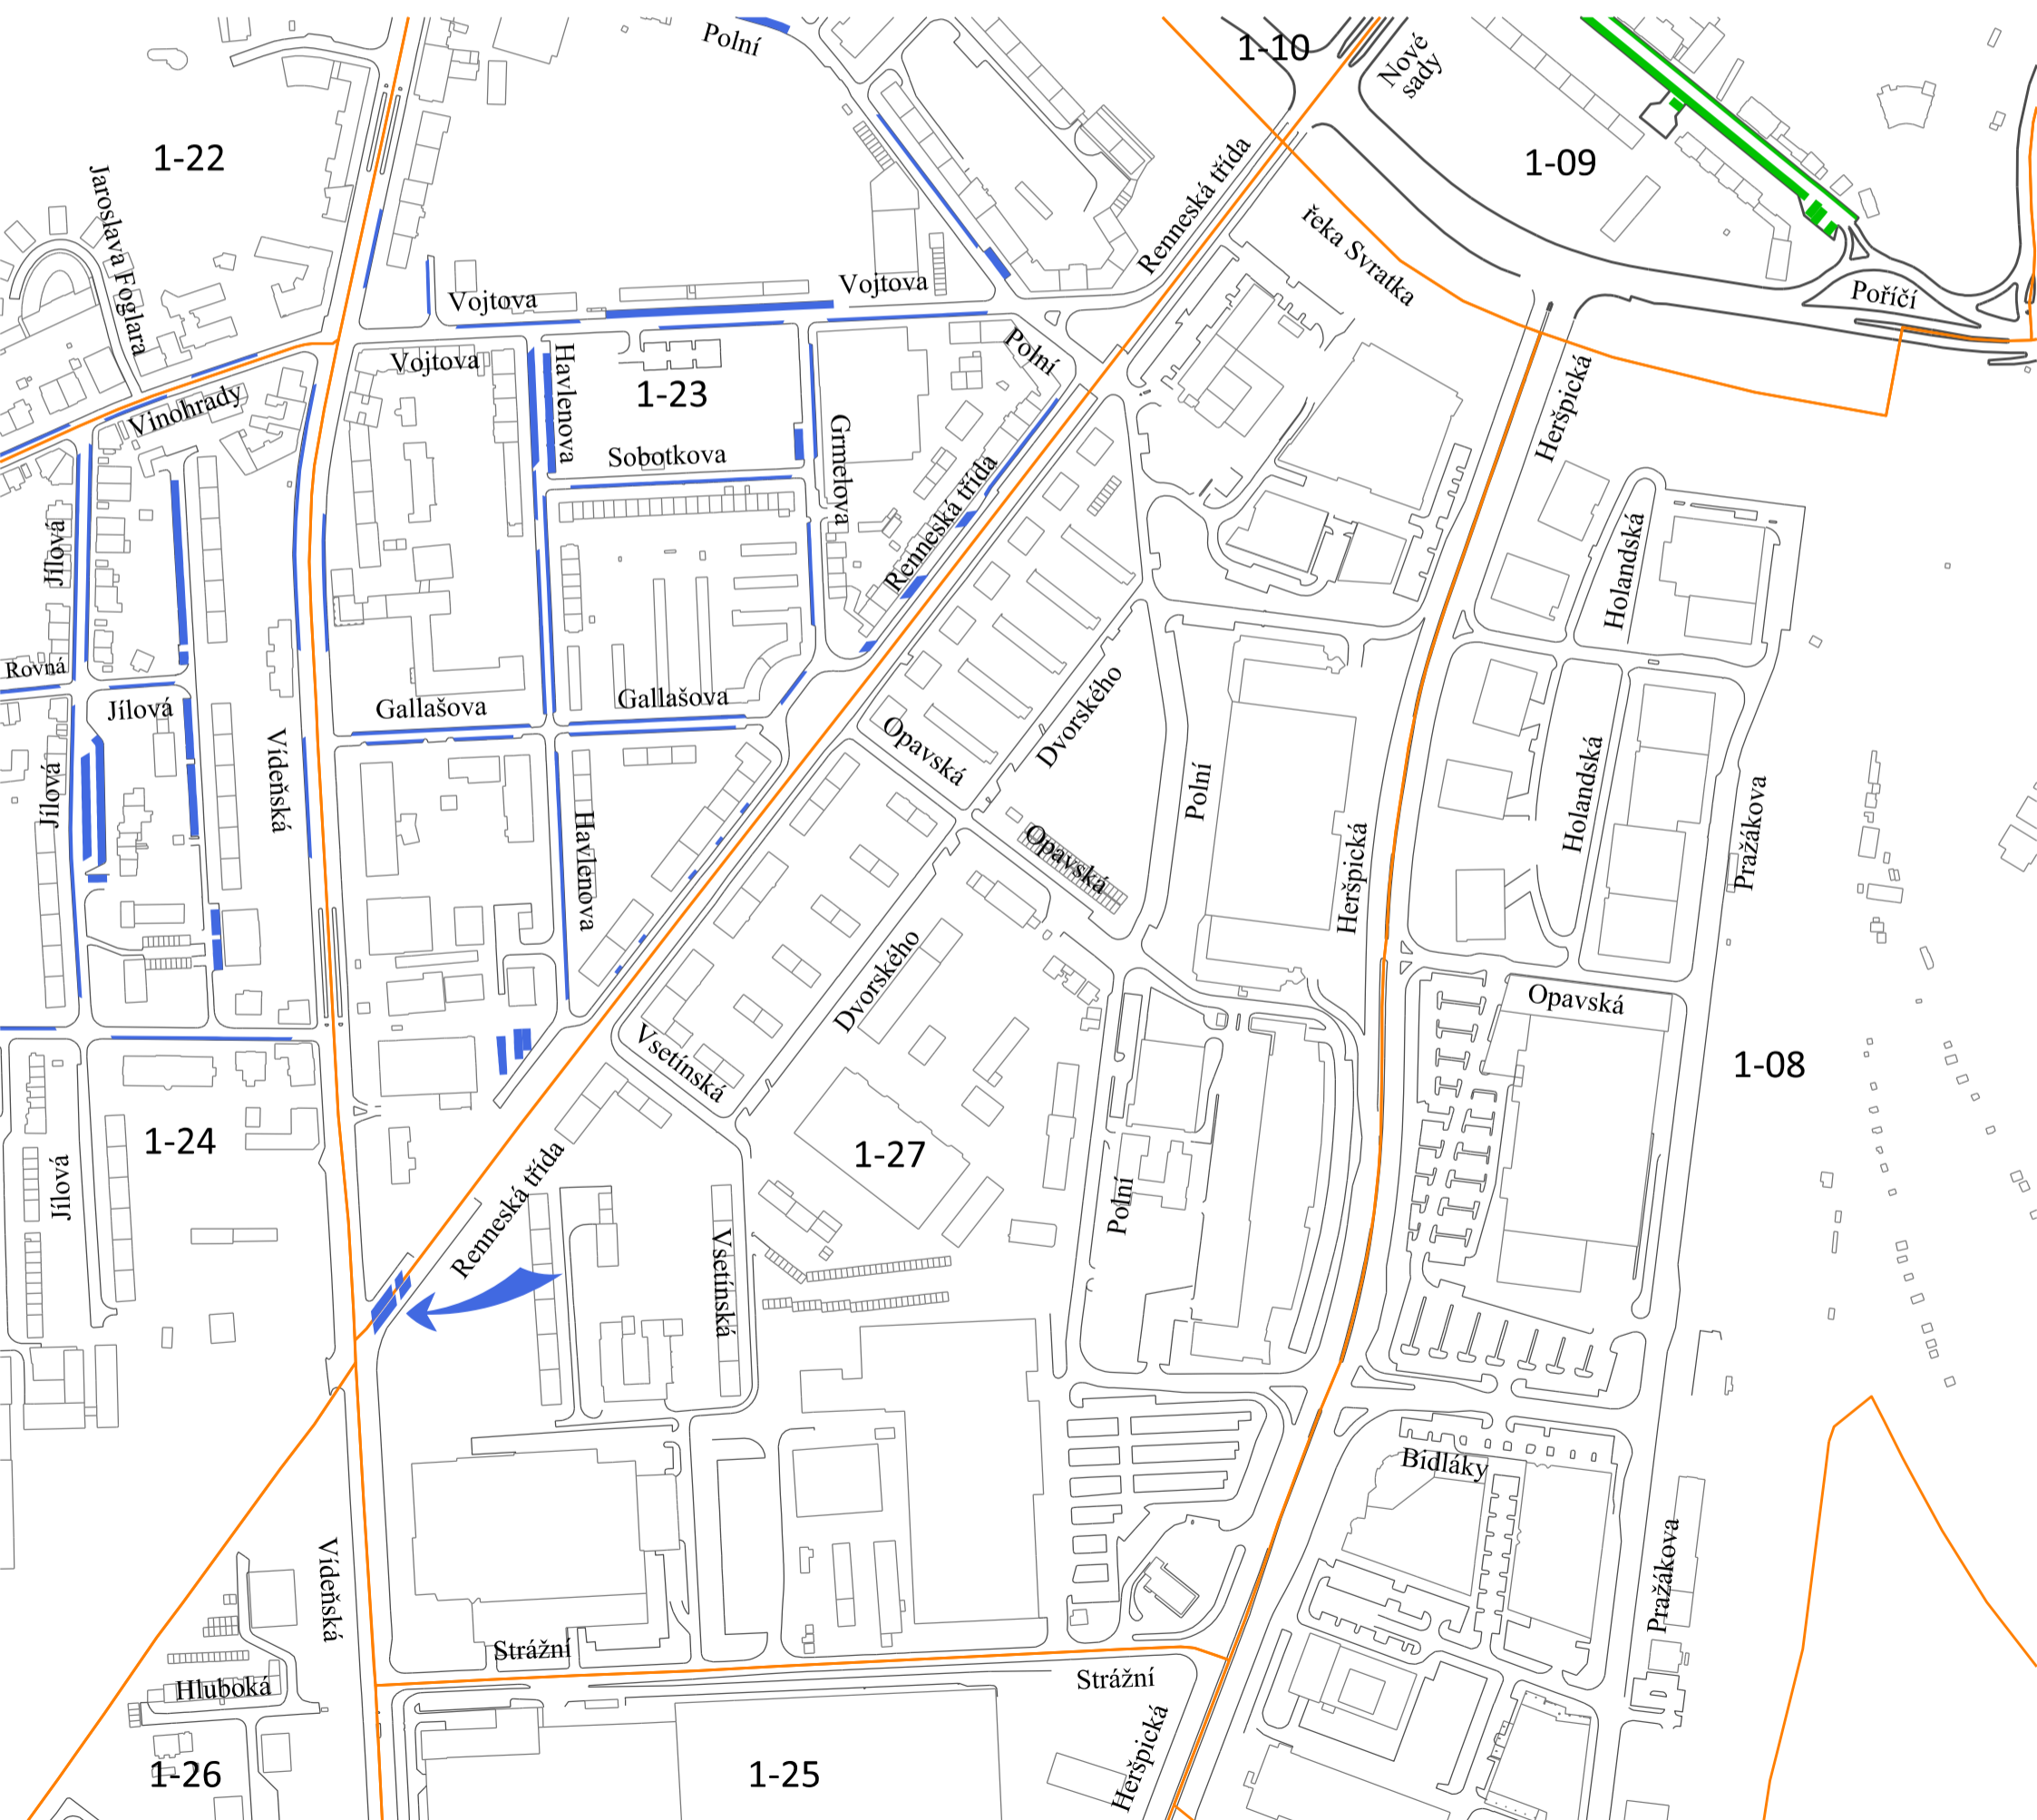 Polní
1-10
Nové
sady
1-22
1-09
Renneská třída
Jaroslava Foglara
řeka Svratka
Vojtova
Vojtova
Poříčí
Vojtova
Polní
Havlenova
1-23
Heršpická
Vinohrady
Sobotkova
Grmelova
Renneská třída
Jílová
Holandská
Rovná
Jílová
Gallašova
Gallašova
Dvorského
Opavská
Vídeňská
Jílová
Polní
Holandská
Pražákova
Havlenova
Opavská
Heršpická
Dvorského
Opavská
Vsetínská
1-08
1-24
1-27
Jílová
Renneská třída
Polní
Vsetínská
Bidláky
Vídeňská
Pražákova
Strážní
Strážní
Hluboká
Heršpická
1-26
1-25